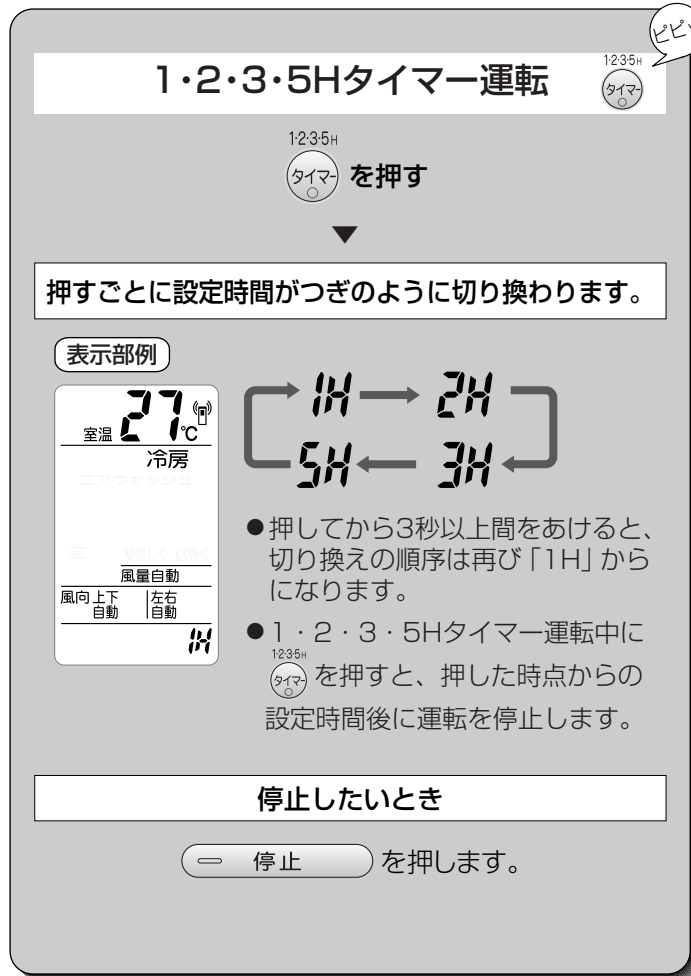 ピピッ
1・2・3・5Hタイマー運転
1・2・3・5H
タイマー
1・2・3・5H
タイマー を押す
押すごとに設定時間がつぎのように切り換わります。
表示部例
室温 27℃
冷房
エアウォッシュ
風量自動
風向 上下 自動 左右 自動
1H
1H 2H
5H 3H
●押してから3秒以上間をあけると、
切り換えの順序は再び「1H」から
になります。
●1・2・3・5Hタイマー運転中に
1・2・3・5H
タイマー を押すと、押した時点からの
設定時間後に運転を停止します。
停止したいとき
停止 を押します。